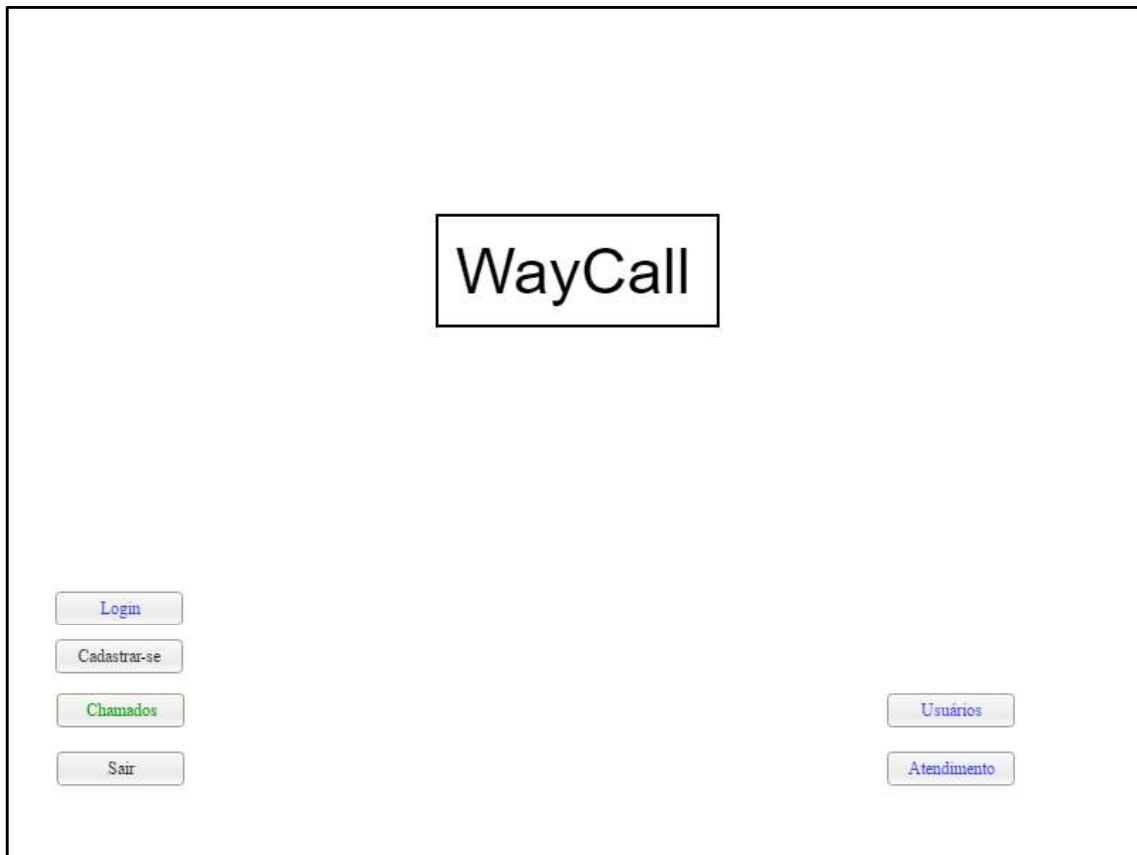 WayCall
Login
Cadastrar-se
Chamados
Usuários
Sair
Atendimento